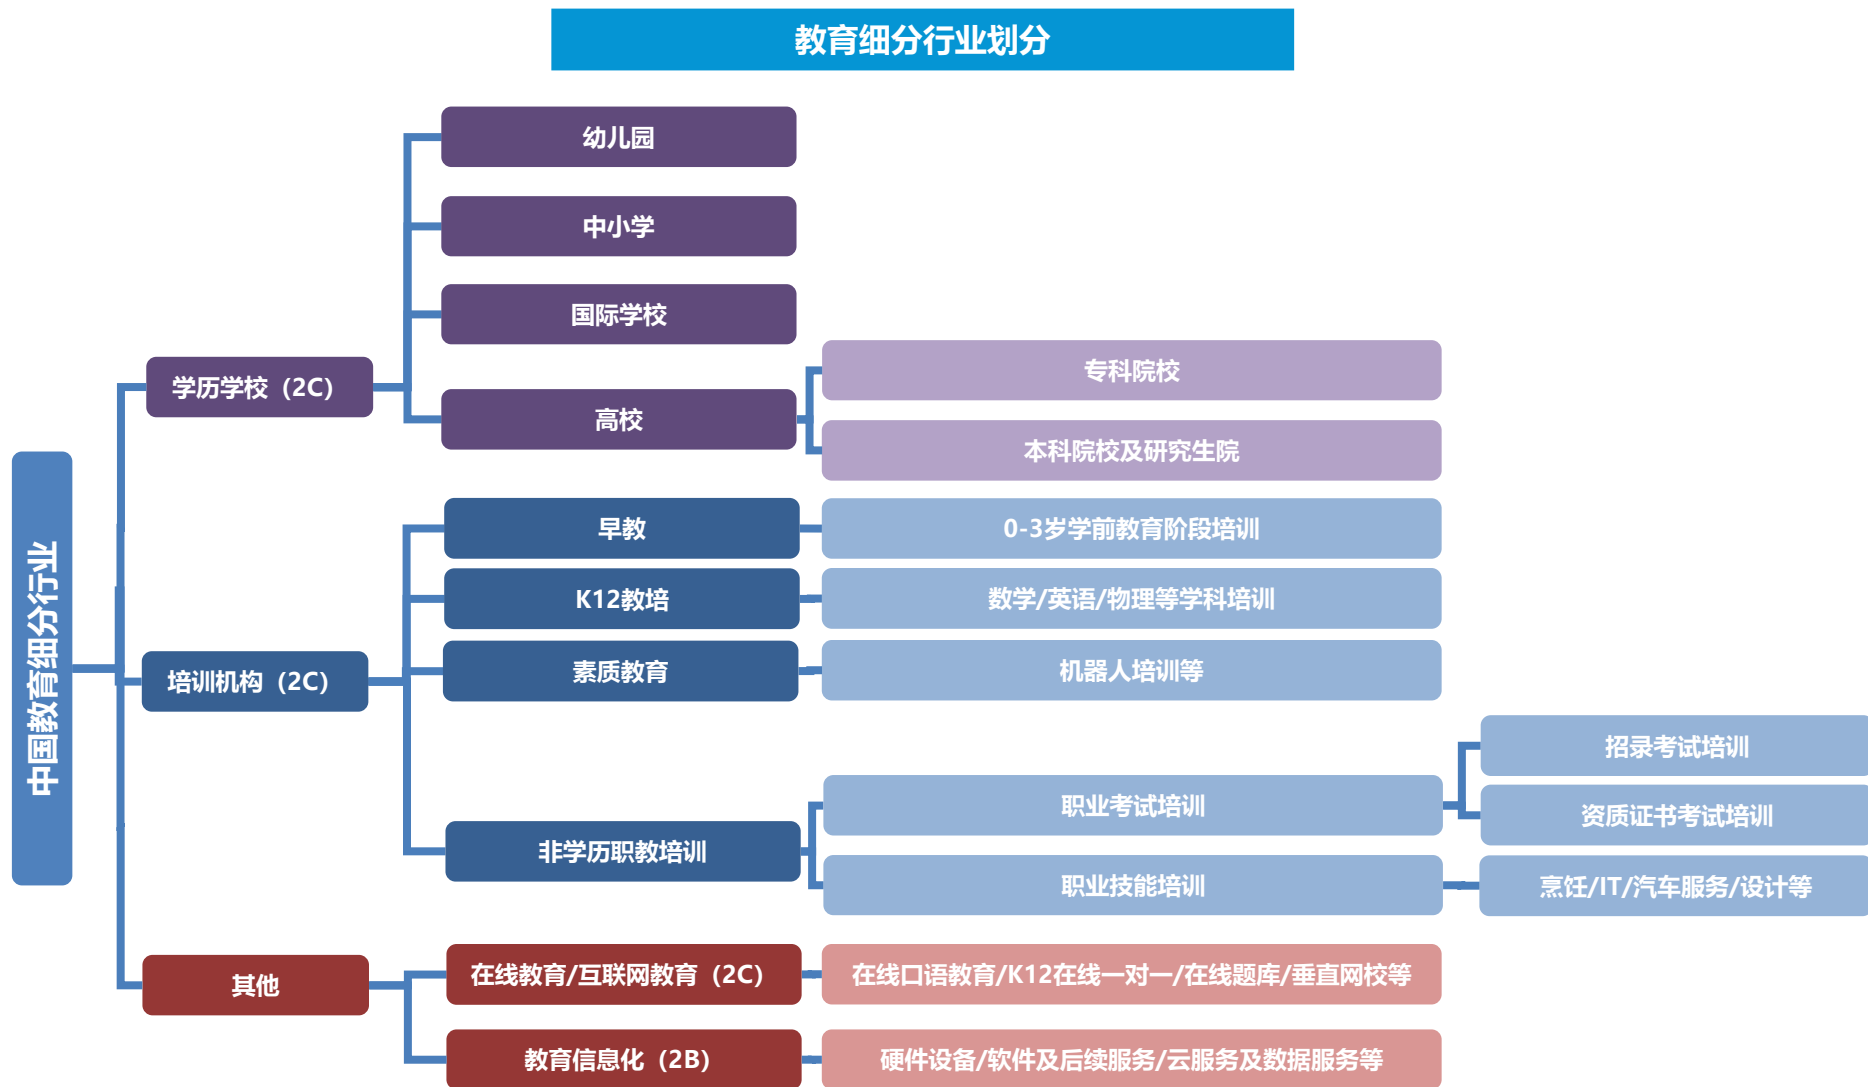 教育细分行业划分
中国教育细分行业
学历学校（2C）
幼儿园
中小学
国际学校
高校
专科院校
本科院校及研究生院
培训机构（2C）
早教
0-3岁学前教育阶段培训
K12教培
数学/英语/物理等学科培训
素质教育
机器人培训等
非学历职教培训
职业考试培训
招录考试培训
资质证书考试培训
职业技能培训
烹饪/IT/汽车服务/设计等
其他
在线教育/互联网教育（2C）
在线口语教育/K12在线一对一/在线题库/垂直网校等
教育信息化（2B）
硬件设备/软件及后续服务/云服务及数据服务等